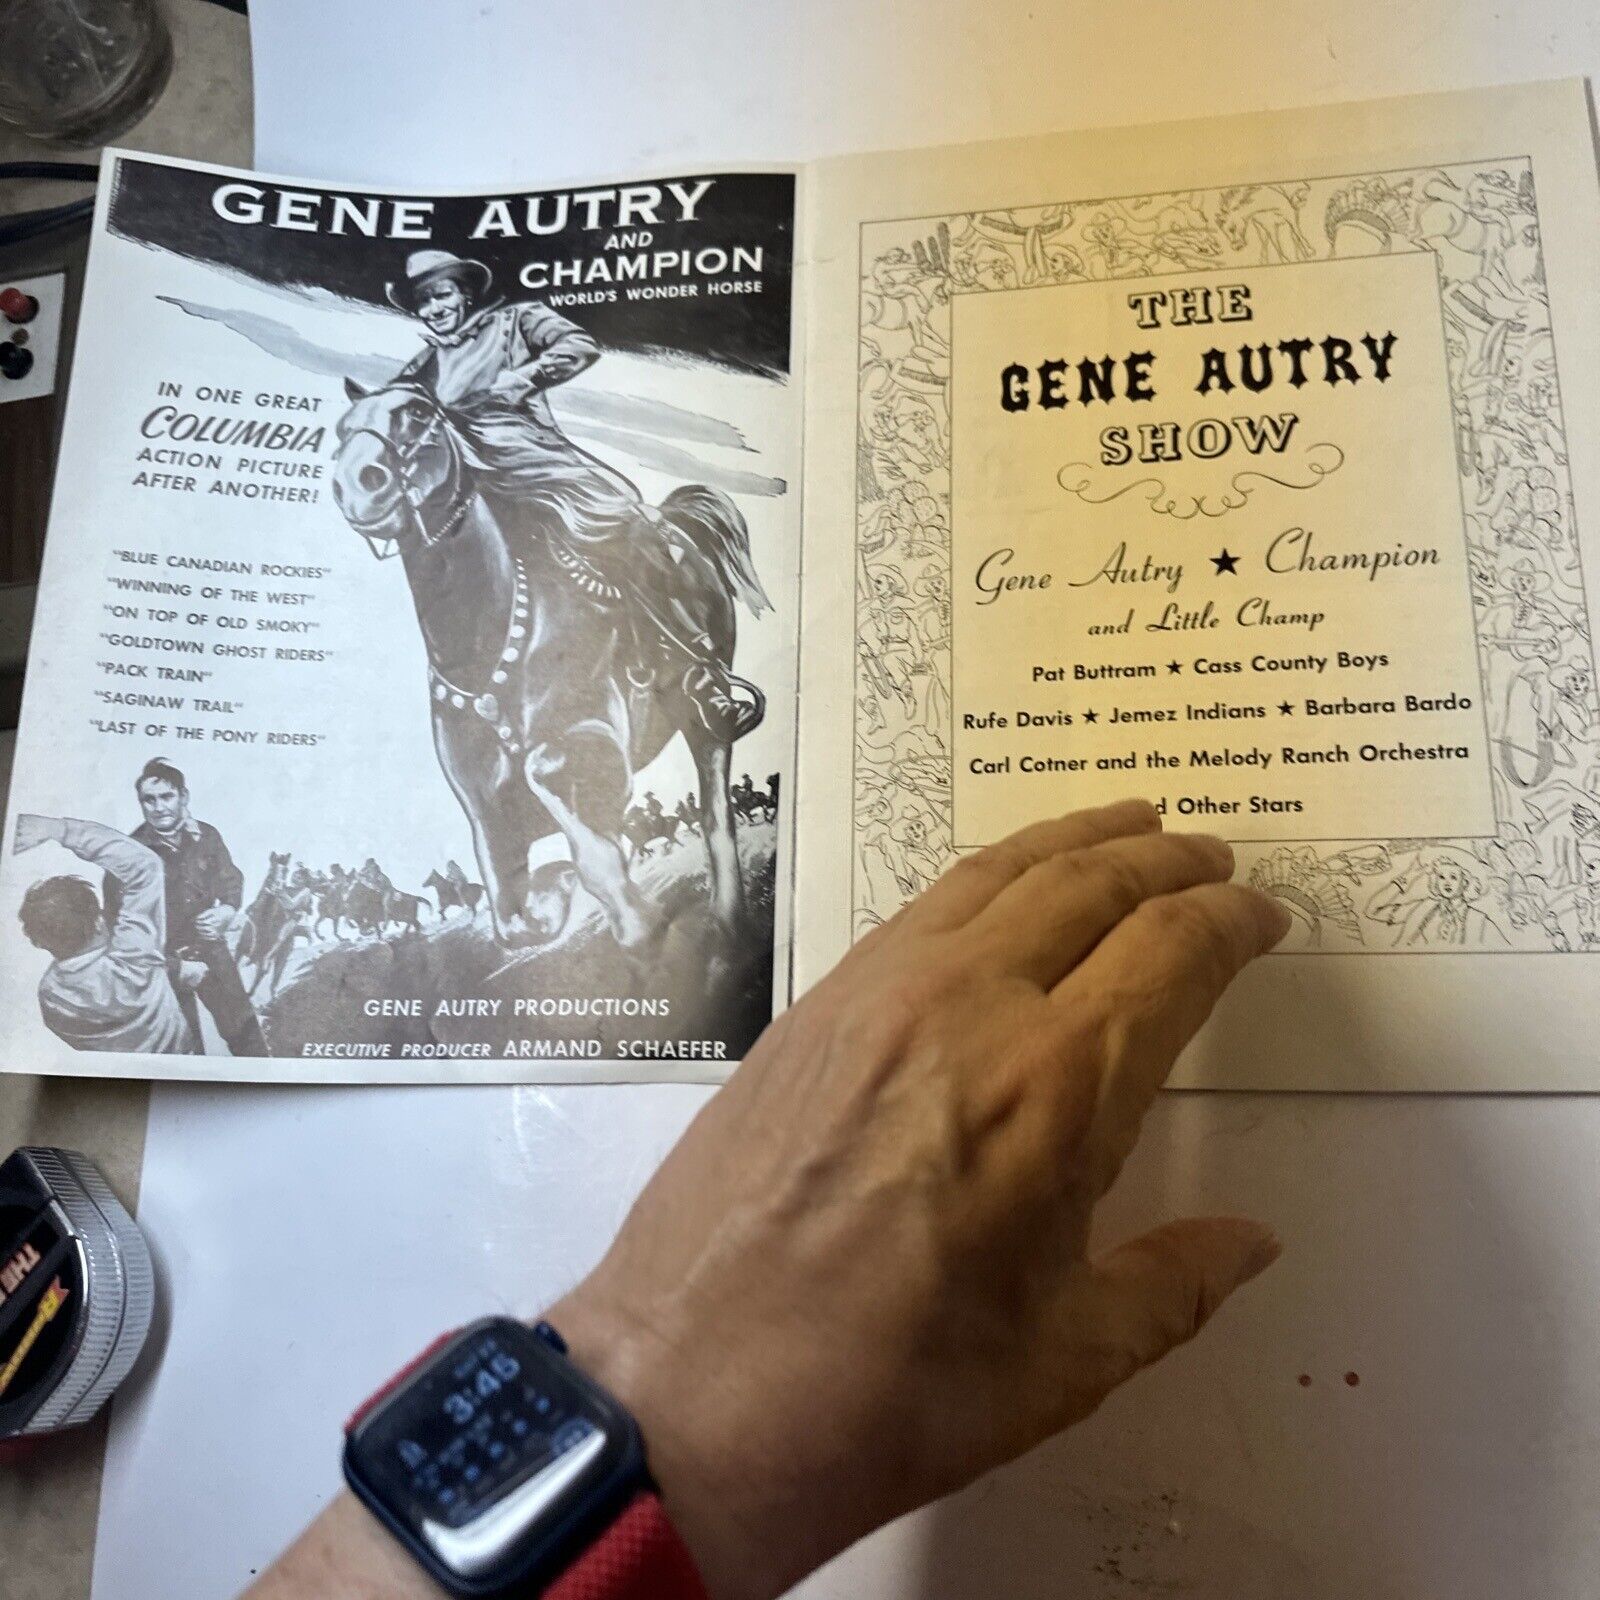 GENE AUTRY
AND
CHAMPION
WORLD'S WONDER HORSE
IN ONE GREAT
COLUMBIA
ACTION PICTURE
AFTER ANOTHER!
"BLUE CANADIAN ROCKIES"
"WINNING OF THE WEST"
"ON TOP OF OLD SMOKY"
"GOLDTOWN GHOST RIDERS"
"PACK TRAIN"
"SAGINAW TRAIL"
"LAST OF THE PONY RIDERS"
GENE AUTRY PRODUCTIONS
EXECUTIVE PRODUCER ARMAND SCHAEFER
THE
GENE AUTRY
SHOW
Gene Autry ★ Champion
and Little Champ
Pat Buttram ★ Cass County Boys
Rufe Davis ★ Jemez Indians ★ Barbara Bardo
Carl Cotner and the Melody Ranch Orchestra
d Other Stars
3:46